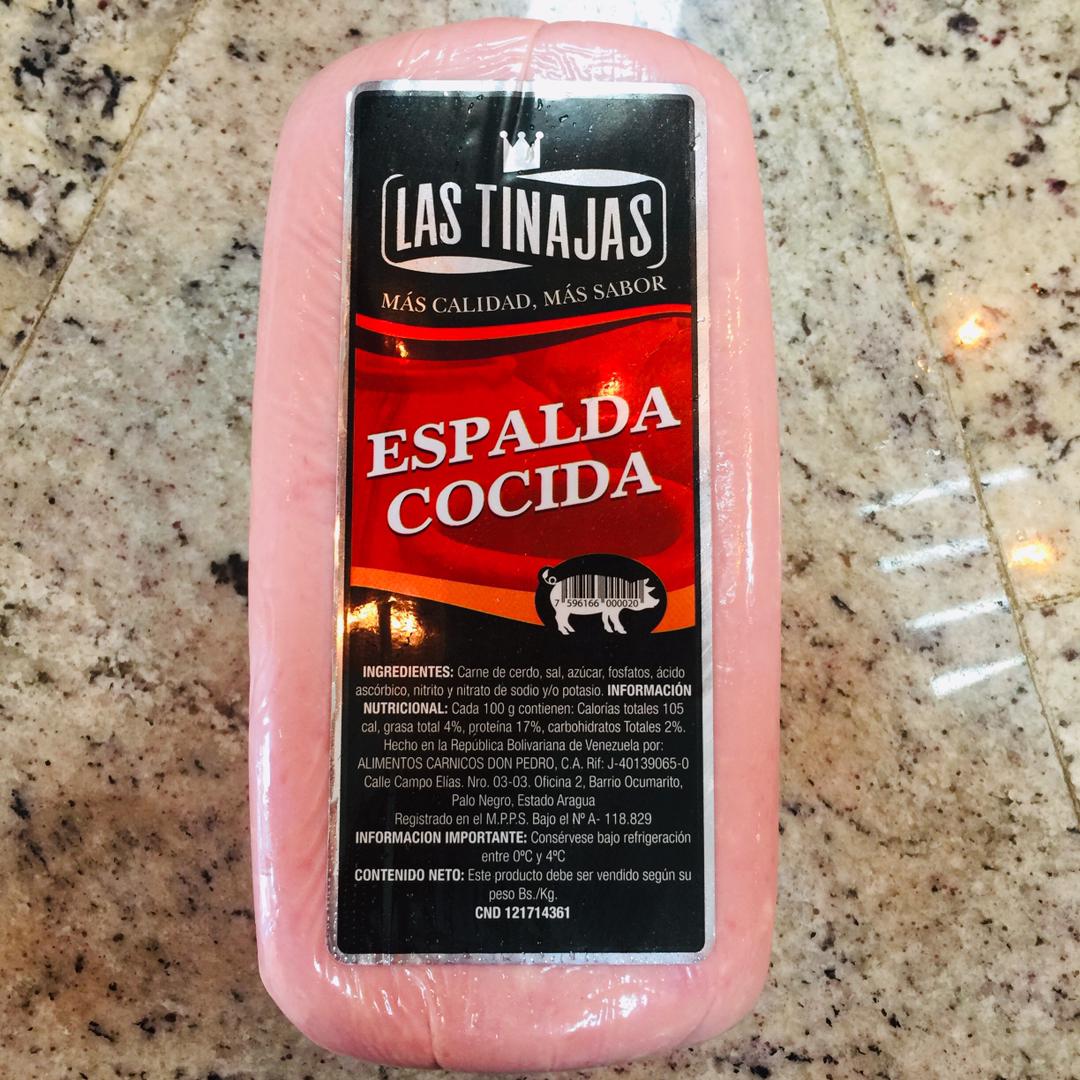 LAS TINAJAS
MÁS CALIDAD, MÁS SABOR
ESPALDA
COCIDA
7 596166 000020
INGREDIENTES: Carne de cerdo, sal, azúcar, fosfatos, ácido
ascórbico, nitrito y nitrato de sodio y/o potasio. INFORMACIÓN
NUTRICIONAL: Cada 100 g contienen: Calorías totales 105
cal, grasa total 4%, proteína 17%, carbohidratos Totales 2%.
Hecho en la República Bolivariana de Venezuela por:
ALIMENTOS CARNICOS DON PEDRO, C.A. Rif: J-40139065-0
Calle Campo Elías. Nro. 03-03. Oficina 2, Barrio Ocumarito,
Palo Negro, Estado Aragua
Registrado en el M.P.P.S. Bajo el Nº A- 118.829
INFORMACION IMPORTANTE: Consérvese bajo refrigeración
entre 0ºC y 4ºC
CONTENIDO NETO: Este producto debe ser vendido según su
peso Bs./Kg.
CND 121714361